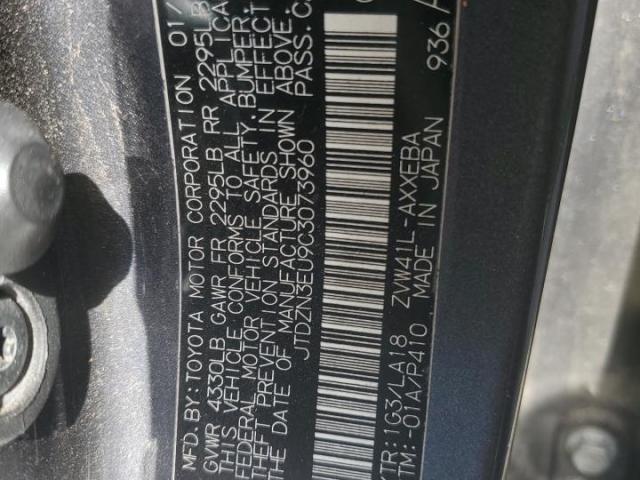 MFD. BY: TOYOTA MOTOR CORPORATION 01/
GVWR 4330LB GAWR FR 2295LB RR 2295LB
THIS VEHICLE CONFORMS TO ALL APPLICA
FEDERAL MOTOR VEHICLE SAFETY, BUMPER,
THEFT PREVENTION STANDARDS IN EFFECT
THE DATE OF MANUFACTURE SHOWN ABOVE.
JTDZN3EU9C3073960 PASS. CA
/TR:1G3/LA18 ZVW41L-AXXEBA 936 A
TM:-01A/P410 MADE IN JAPAN